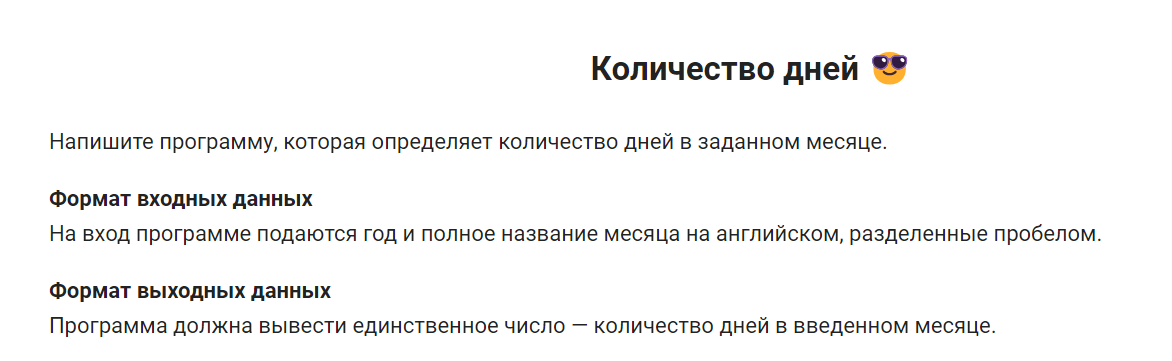 Количество дней 😎
Напишите программу, которая определяет количество дней в заданном месяце.
Формат входных данных
На вход программе подаются год и полное название месяца на английском, разделенные пробелом.
Формат выходных данных
Программа должна вывести единственное число — количество дней в введенном месяце.